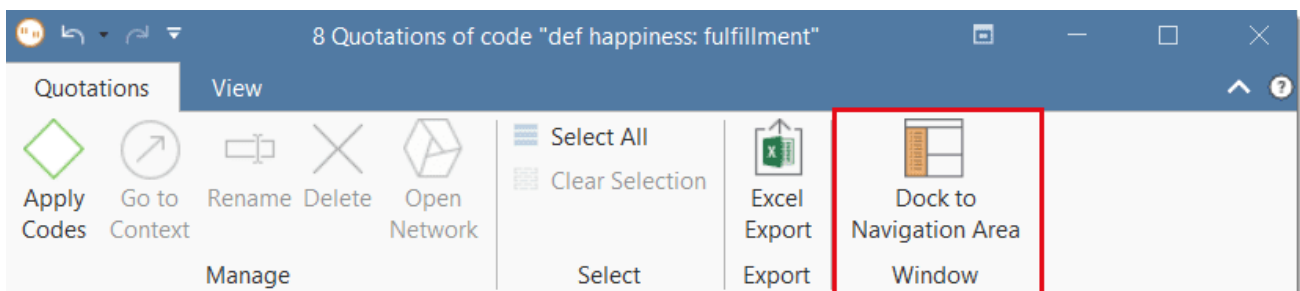 8 Quotations of code "def happiness: fulfillment"
Quotations View
Apply Codes
Go to Context
Rename
Delete
Open Network
Select All
Clear Selection
Excel Export
Dock to Navigation Area
Manage
Select
Export
Window